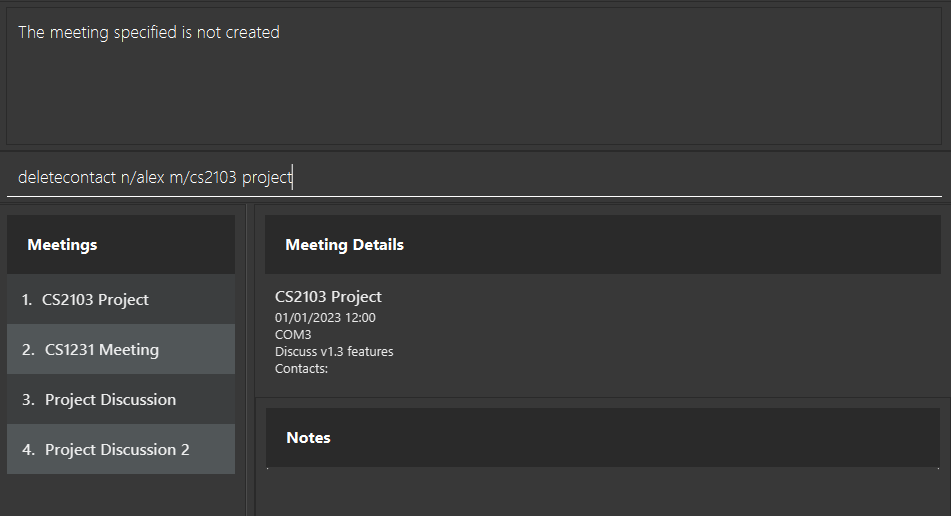 The meeting specified is not created
deletecontact n/alex m/cs2103 project
Meetings
1. CS2103 Project
2. CS1231 Meeting
3. Project Discussion
4. Project Discussion 2
Meeting Details
CS2103 Project
01/01/2023 12:00
COM3
Discuss v1.3 features
Contacts:
Notes